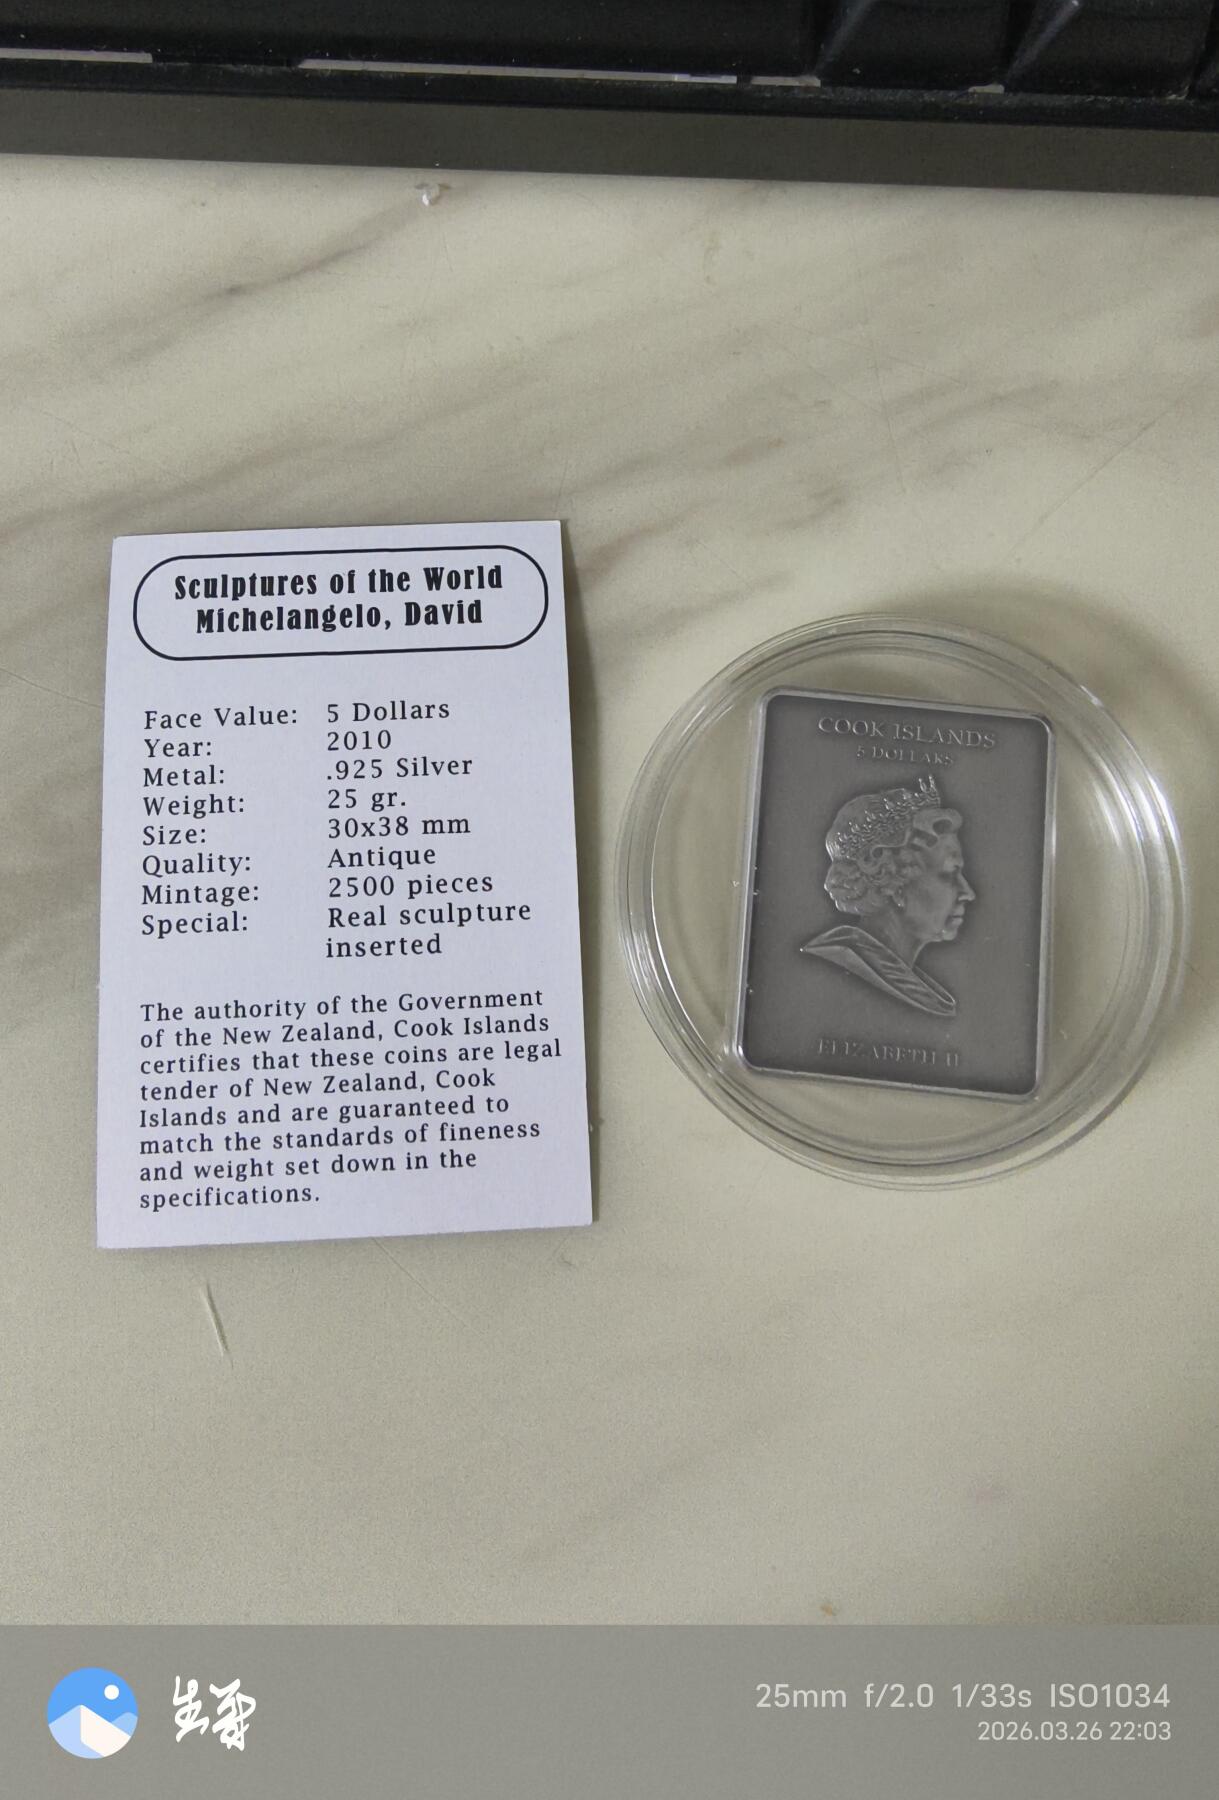 Sculptures of the World
Michelangelo, David
Face Value: 5 Dollars
Year: 2010
Metal: .925 Silver
Weight: 25 gr.
Size: 30x38 mm
Quality: Antique
Mintage: 2500 pieces
Special: Real sculpture
inserted
The authority of the Government
of the New Zealand, Cook Islands
certifies that these coins are legal
tender of New Zealand, Cook
Islands and are guaranteed to
match the standards of fineness
and weight set down in the
specifications.
COOK ISLANDS
5 DOLLARS
ELIZABETH II
25mm f/2.0 1/33s ISO1034
2026.03.26 22:03